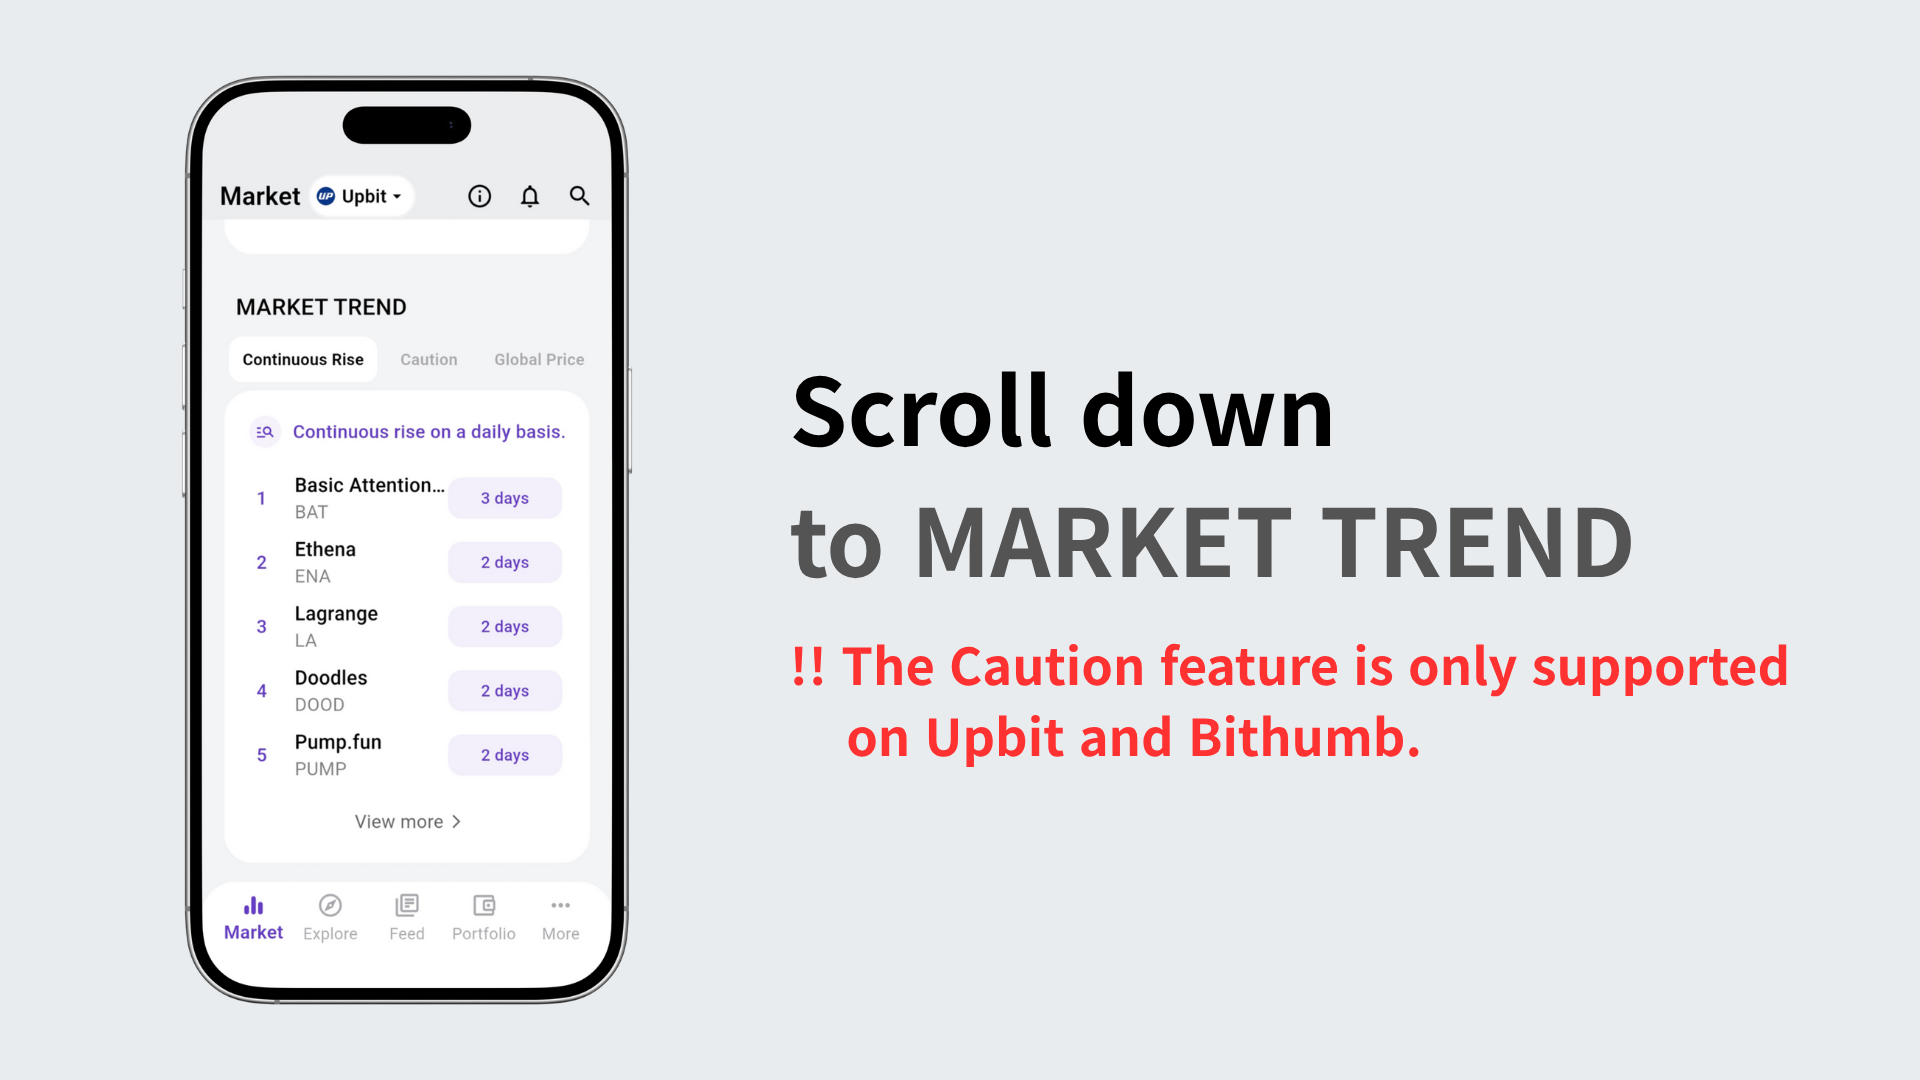 Market
UP Upbit
MARKET TREND
Continuous Rise Caution Global Price
Continuous rise on a daily basis.
1 Basic Attention... 3 days
BAT
2 Ethena 2 days
ENA
3 Lagrange 2 days
LA
4 Doodles 2 days
DOOD
5 Pump.fun 2 days
PUMP
View more >
Market Explore Feed Portfolio More
Scroll down
to MARKET TREND
!! The Caution feature is only supported
on Upbit and Bithumb.